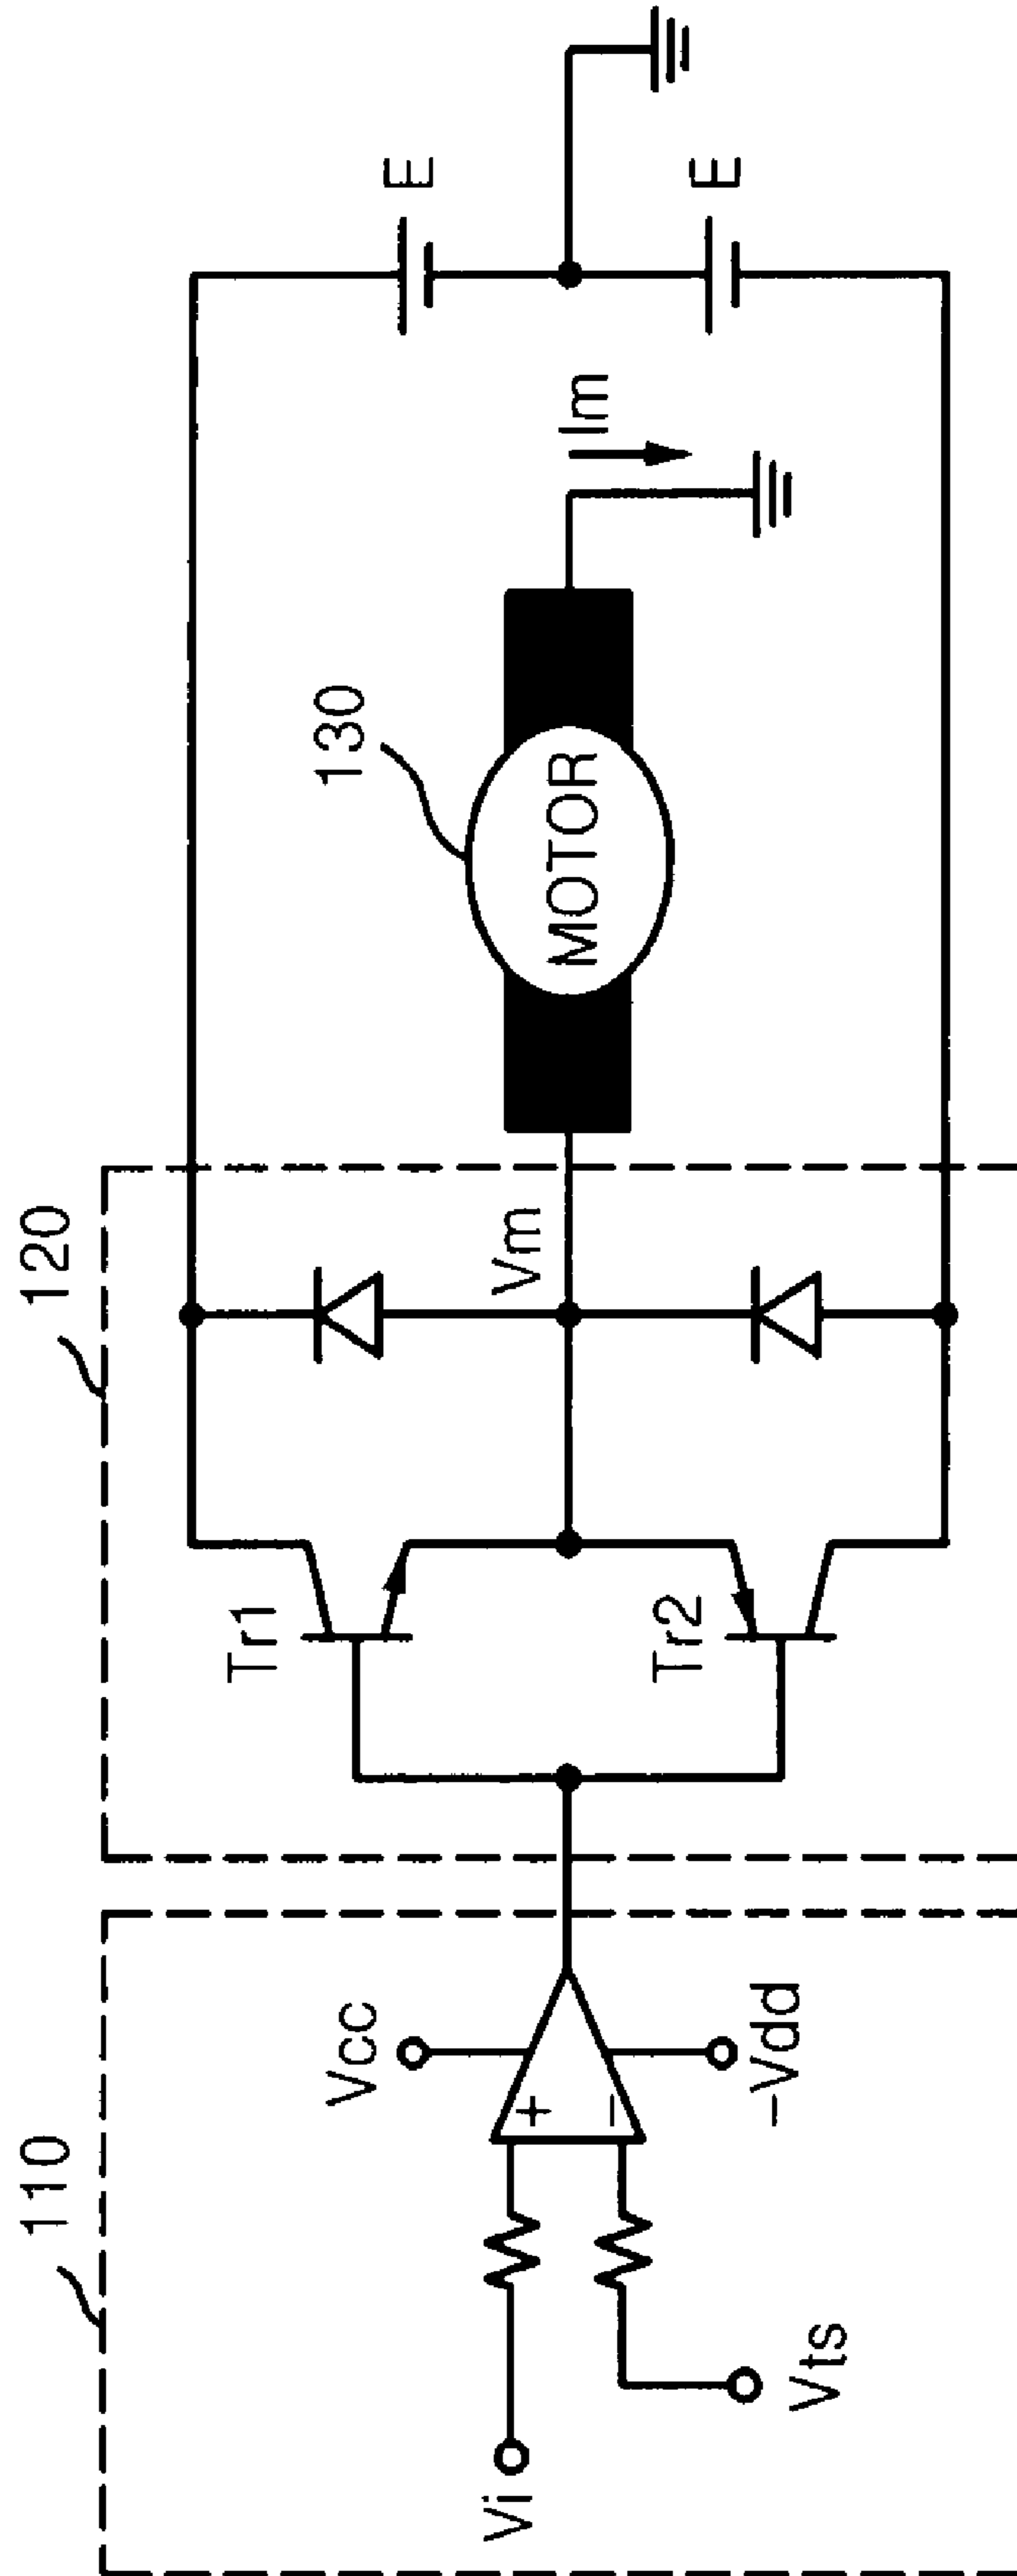 110
120
130
Vcc
Tr1
E
Vi
+
−
Vm
MOTOR
Im
Vts
−Vdd
Tr2
E